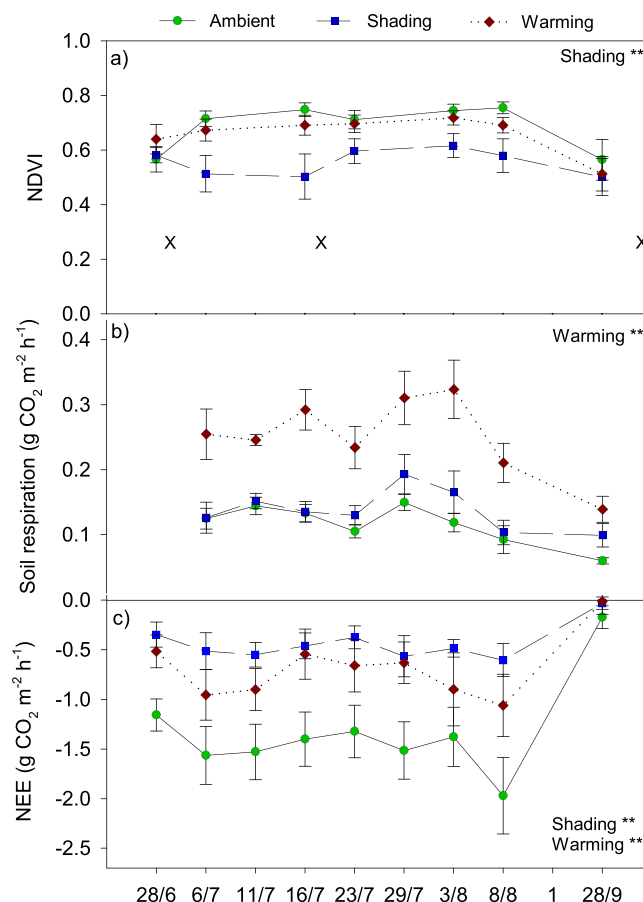 Ambient Shading Warming
a)
Shading **
1.0
0.8
0.6
0.4
0.2
0.0
NDVI
X X X
b)
Warming **
0.4
0.3
0.2
0.1
Soil respiration (g CO₂ m⁻² h⁻¹)
c)
0.0
-0.5
-1.0
-1.5
-2.0
-2.5
NEE (g CO₂ m⁻² h⁻¹)
Shading **
Warming **
28/6 6/7 11/7 16/7 23/7 29/7 3/8 8/8 1 28/9